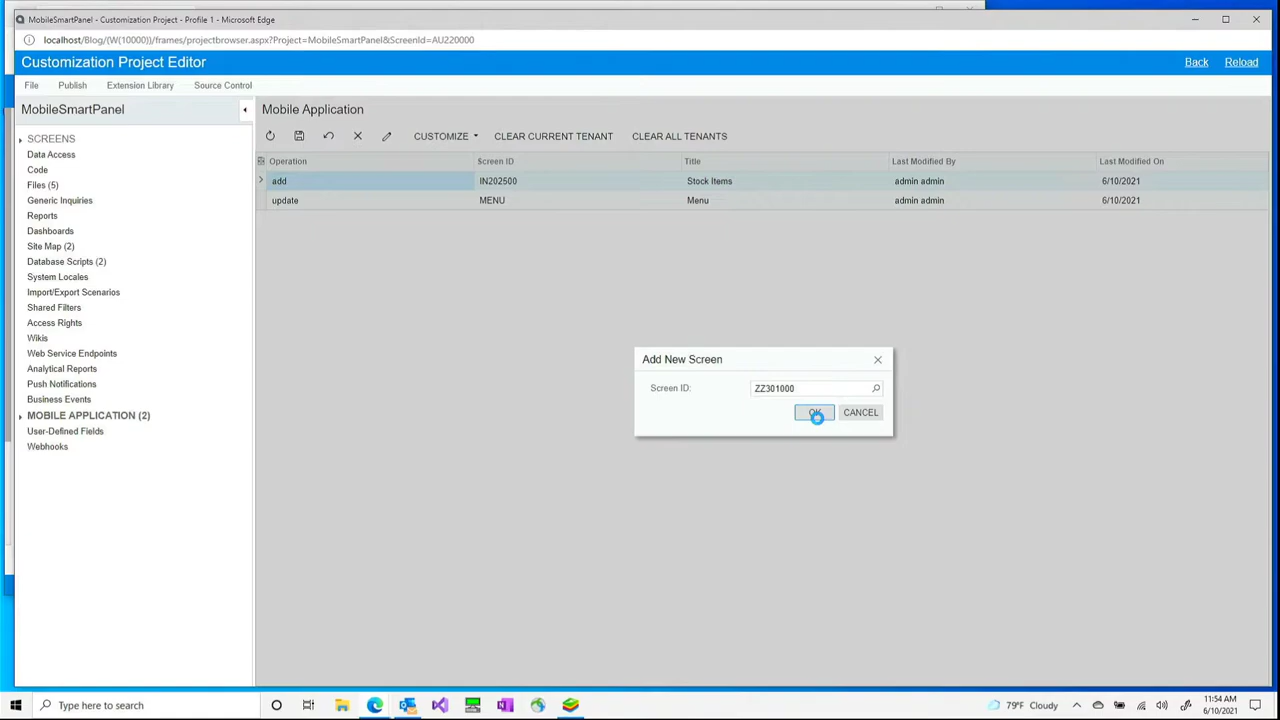 MobileSmartPanel - Customization Project - Profile 1 - Microsoft Edge
localhost/Blog/(W(10000))/frames/projectbrowser.aspx?Project=MobileSmartPanel&ScreenId=AU220000
Customization Project Editor
Back
Reload
File
Publish
Extension Library
Source Control
MobileSmartPanel
Mobile Application
CUSTOMIZE
CLEAR CURRENT TENANT
CLEAR ALL TENANTS
SCREENS
Data Access
Code
Files (5)
Generic Inquiries
Reports
Dashboards
Site Map (2)
Database Scripts (2)
System Locales
Import/Export Scenarios
Shared Filters
Access Rights
Wikis
Web Service Endpoints
Analytical Reports
Push Notifications
Business Events
MOBILE APPLICATION (2)
User-Defined Fields
Webhooks
Operation Screen ID Title Last Modified By Last Modified On
add IN202500 Stock Items admin admin 6/10/2021
update MENU Menu admin admin 6/10/2021
Add New Screen
Screen ID: ZZ301000
OK CANCEL
Type here to search
79°F Cloudy
11:54 AM
6/10/2021